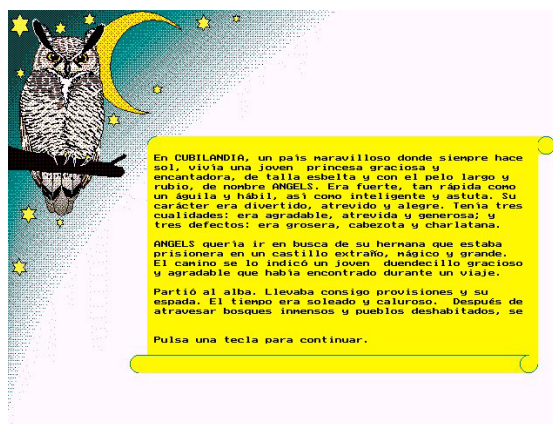 En CUBILANDIA, un país maravilloso donde siempre hace
sol, vivía una joven princesa graciosa y
encantadora, de talla esbelta y con el pelo largo y
rubio, de nombre ANGELS. Era fuerte, tan rápida como
un águila y hábil, así como inteligente y astuta. Su
carácter era divertido, atrevido y alegre. Tenía tres
cualidades: era agradable, atrevida y generosa; y
tres defectos: era grosera, cabezota y charlatana.
ANGELS quería ir en busca de su hermana que estaba
prisionera en un castillo extraño, mágico y grande.
El camino se lo indicó un joven duendecillo gracioso
y agradable que había encontrado durante un viaje.
Partió al alba. Llevaba consigo provisiones y su
espada. El tiempo era soleado y caluroso. Después de
atravesar bosques inmensos y pueblos deshabitados, se
Pulsa una tecla para continuar.